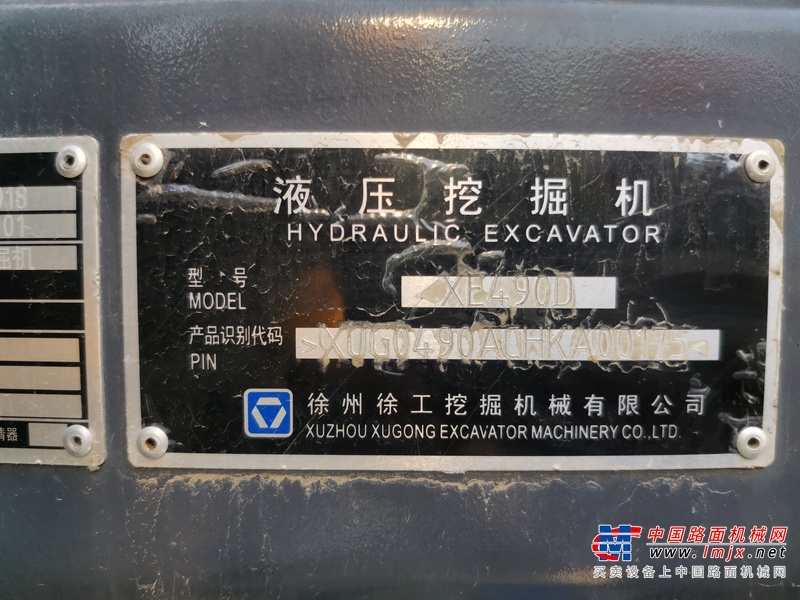 液压挖掘机
HYDRAULIC EXCAVATOR
型号
MODEL
XE490D
产品识别代码
PIN
>XUG0490ACHKA00175<
徐州徐工挖掘机械有限公司
XUZHOU XUGONG EXCAVATOR MACHINERY CO.,LTD.
中国路面机械网
www.lmjx.net
买卖设备上中国路面机械网